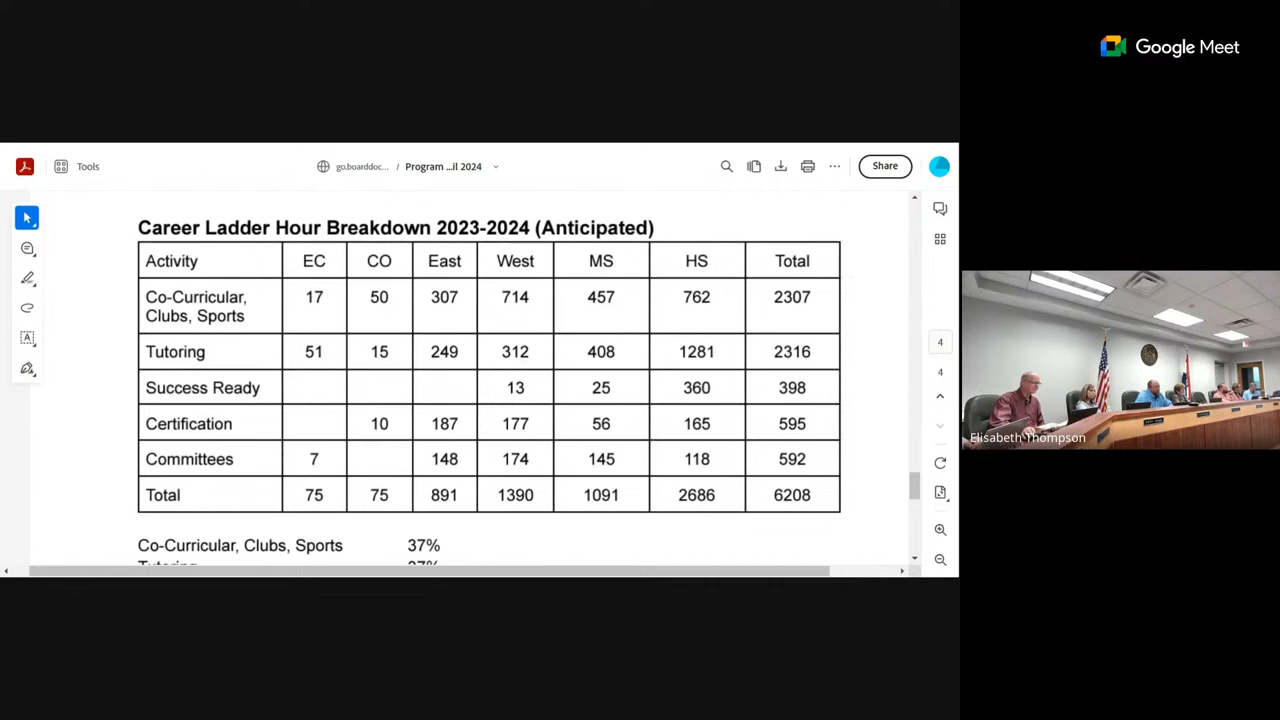 Google Meet
Tools
go.boarddoc... / Program ...il 2024
Share
Career Ladder Hour Breakdown 2023-2024 (Anticipated)
Activity EC CO East West MS HS Total
Co-Curricular, 17 50 307 714 457 762 2307
Clubs, Sports
Tutoring 51 15 249 312 408 1281 2316
Success Ready 13 25 360 398
Certification 10 187 177 56 165 595
Committees 7 148 174 145 118 592
Total 75 75 891 1390 1091 2686 6208
Co-Curricular, Clubs, Sports 37%
Tutoring 37%
4
4
Elisabeth Thompson